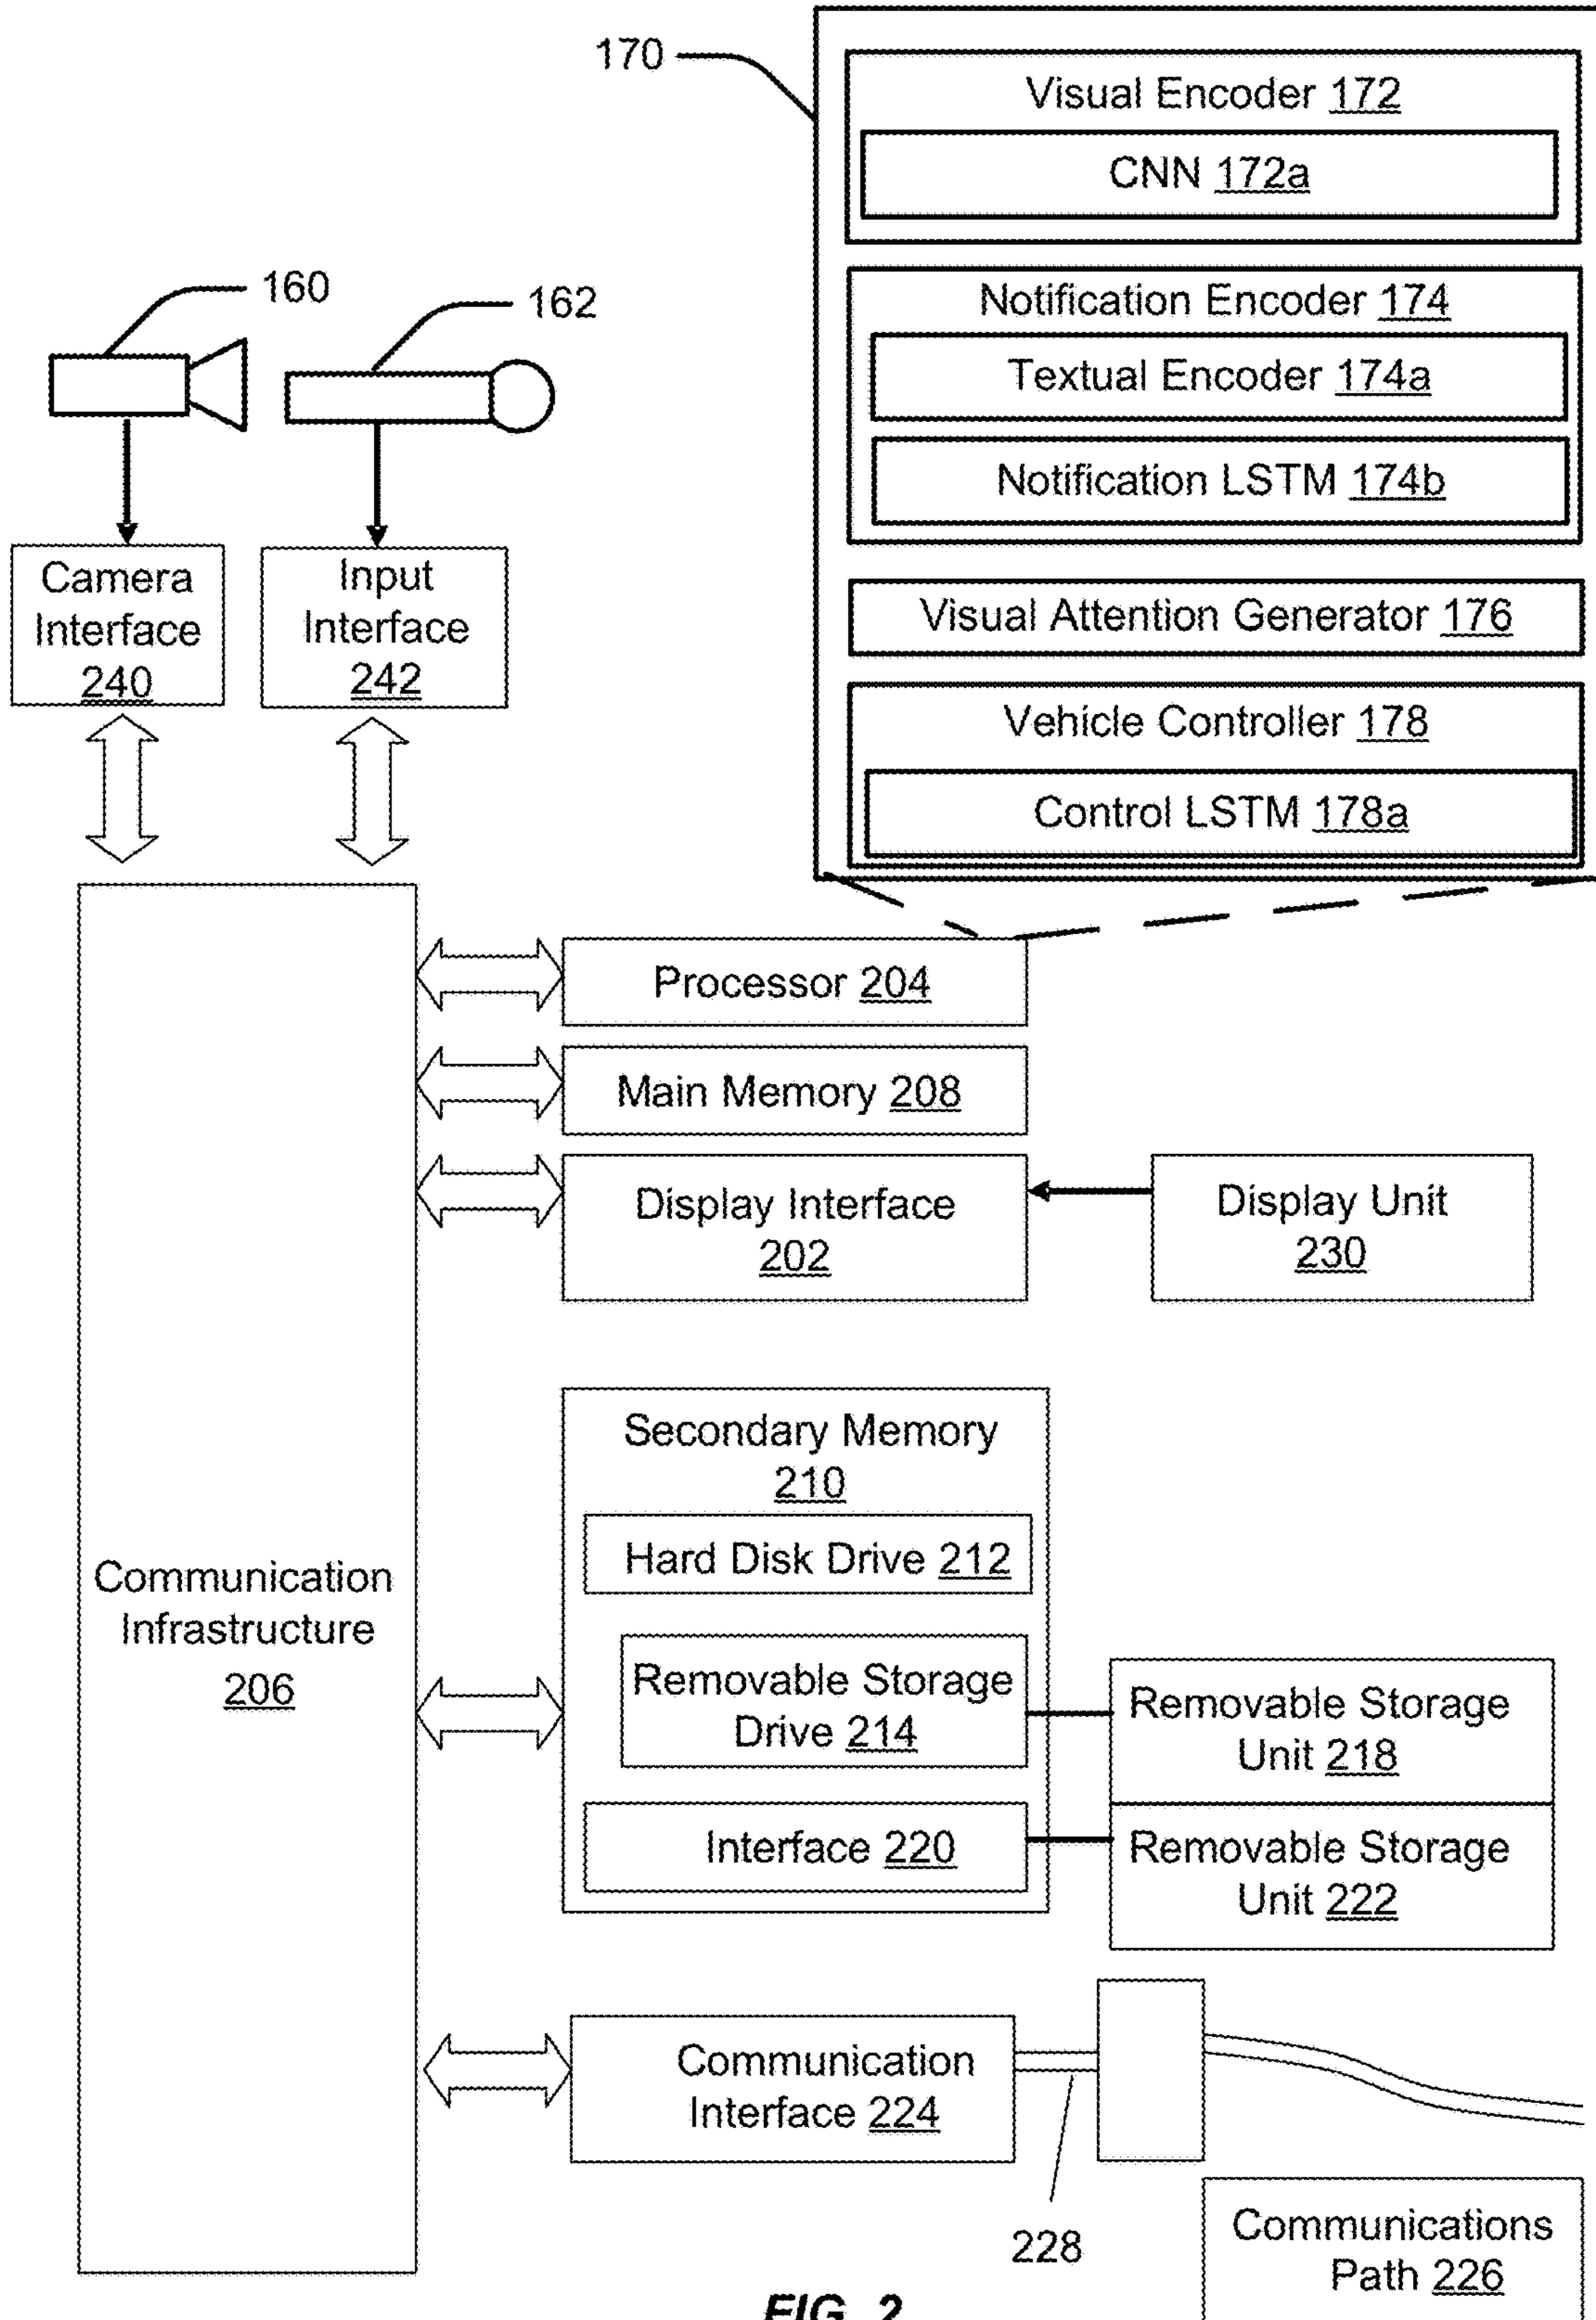 170
Visual Encoder 172
CNN 172a
Notification Encoder 174
Textual Encoder 174a
Notification LSTM 174b
Visual Attention Generator 176
Vehicle Controller 178
Control LSTM 178a
160
162
Camera
Interface
240
Input
Interface
242
Processor 204
Main Memory 208
Display Interface
202
Display Unit
230
Secondary Memory
210
Hard Disk Drive 212
Removable Storage
Drive 214
Interface 220
Removable Storage
Unit 218
Removable Storage
Unit 222
Communication
Infrastructure
206
Communication
Interface 224
228
Communications
Path 226
FIG. 2